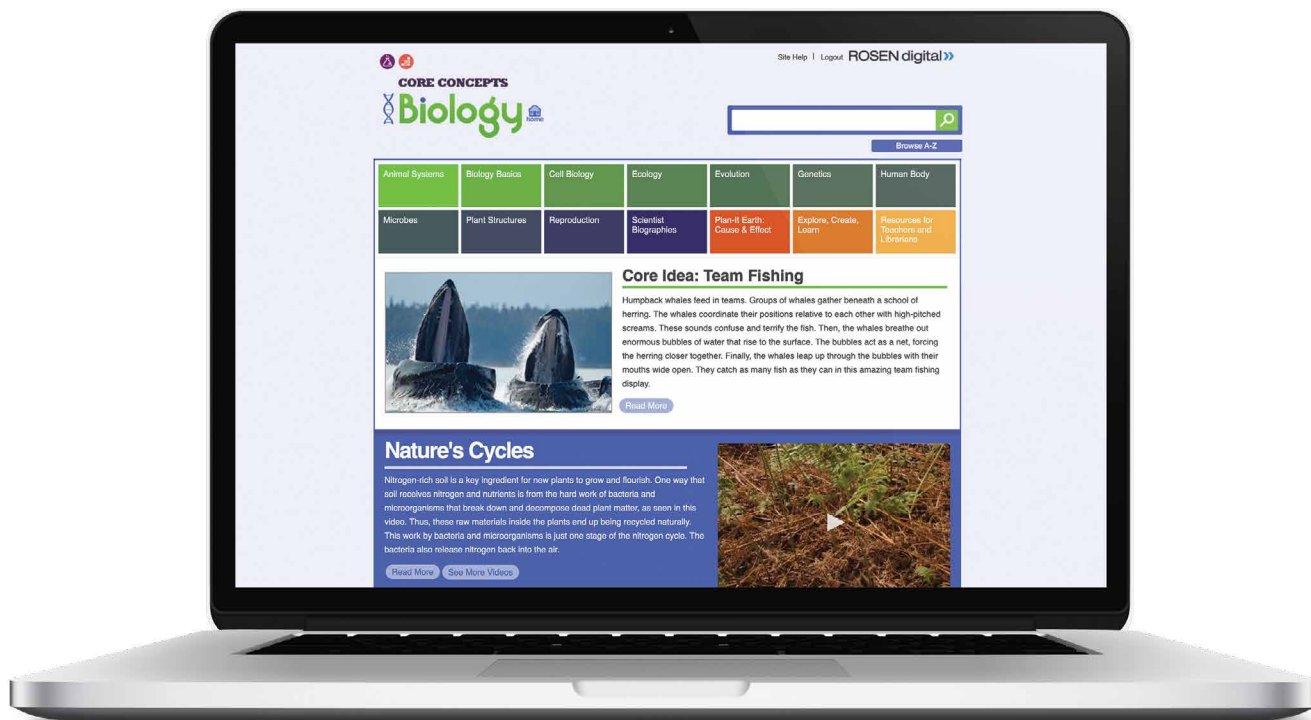 Site Help | Logout ROSEN digital»
CORE CONCEPTS
Biology home
Browse A-Z
Animal Systems
Biology Basics
Cell Biology
Ecology
Evolution
Genetics
Human Body
Microbes
Plant Structures
Reproduction
Scientist
Biographies
Plan-It Earth:
Cause & Effect
Explore, Create,
Learn
Resources for
Teachers and
Librarians
Core Idea: Team Fishing
Humpback whales feed in teams. Groups of whales gather beneath a school of
herring. The whales coordinate their positions relative to each other with high-pitched
screams. These sounds confuse and terrify the fish. Then, the whales breathe out
enormous bubbles of water that rise to the surface. The bubbles act as a net, forcing
the herring closer together. Finally, the whales leap up through the bubbles with their
mouths wide open. They catch as many fish as they can in this amazing team fishing
display.
Read More
Nature's Cycles
Nitrogen-rich soil is a key ingredient for new plants to grow and flourish. One way that
soil receives nitrogen and nutrients is from the hard work of bacteria and
microorganisms that break down and decompose dead plant matter, as seen in this
video. Thus, these raw materials inside the plants end up being recycled naturally.
This work by bacteria and microorganisms is just one stage of the nitrogen cycle. The
bacteria also release nitrogen back into the air.
Read More See More Videos